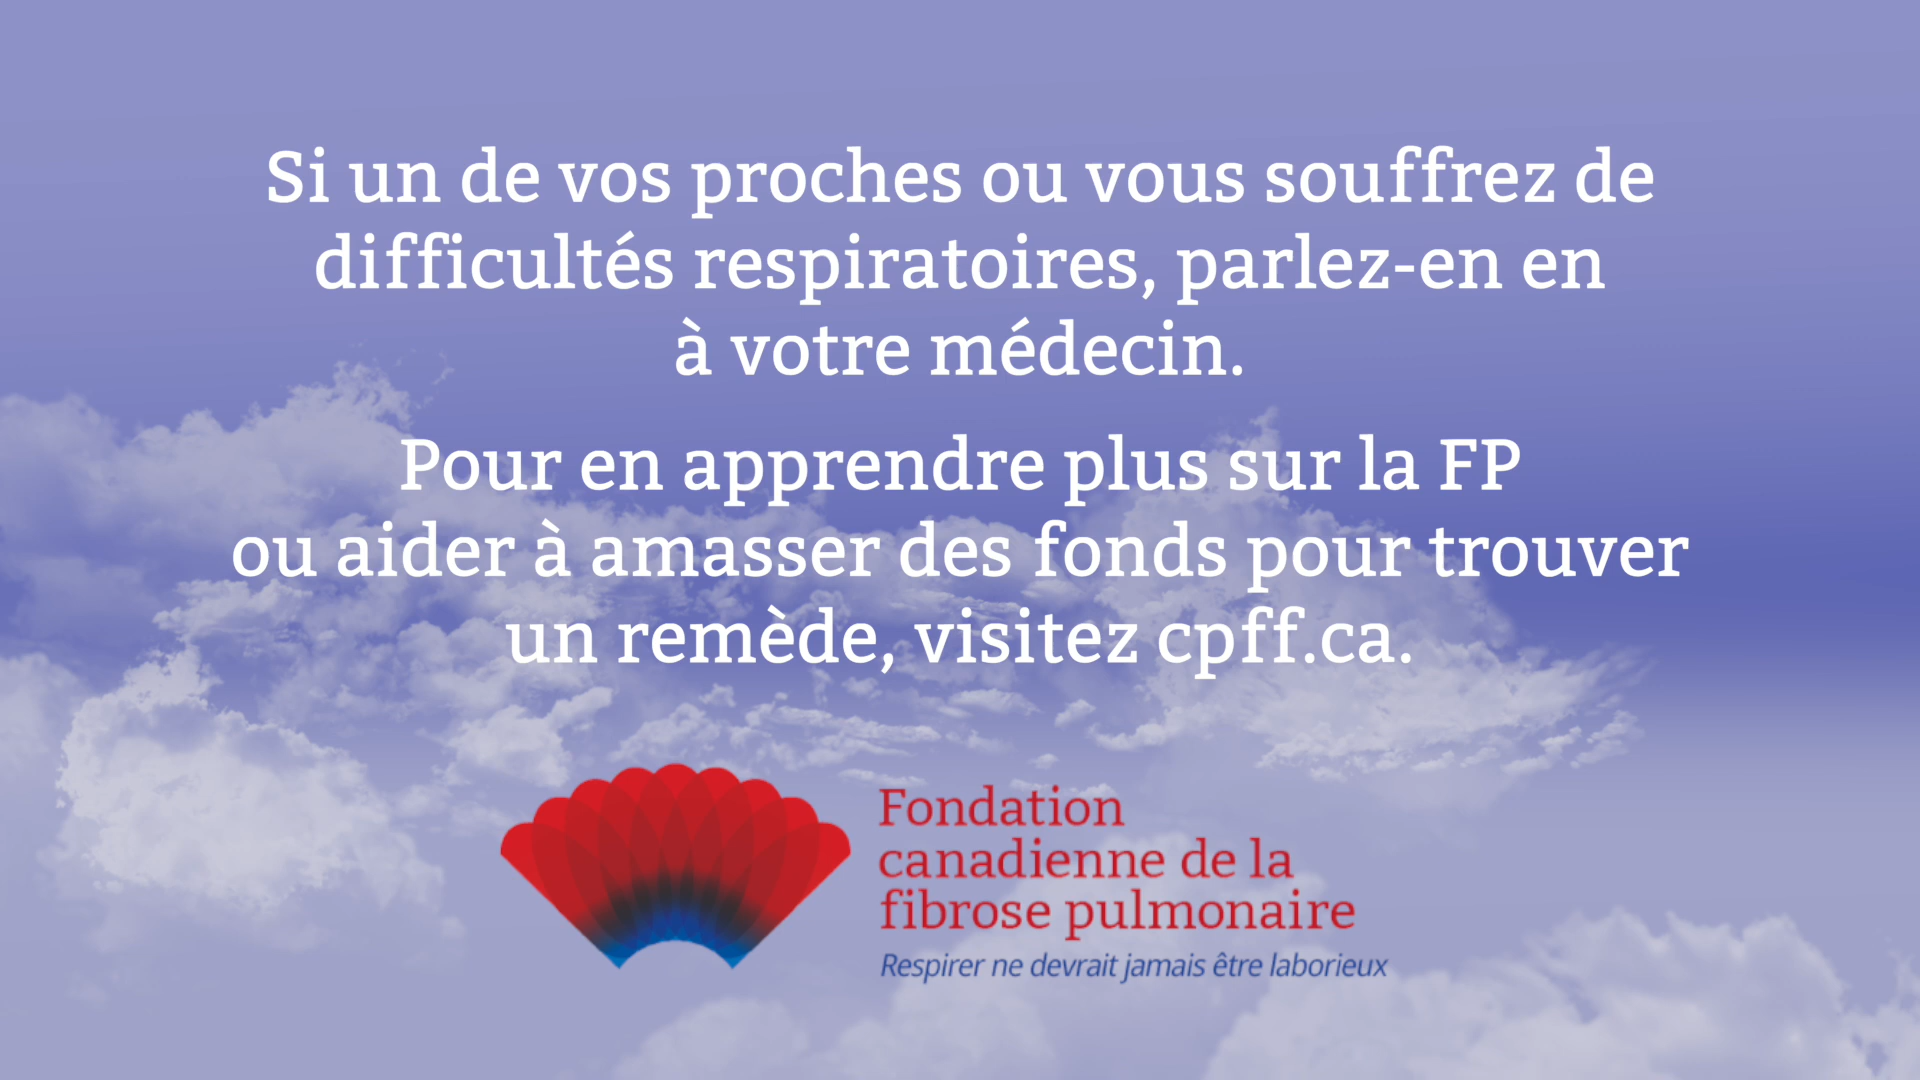 Si un de vos proches ou vous souffrez de
difficultés respiratoires, parlez-en en
à votre médecin.
Pour en apprendre plus sur la FP
ou aider à amasser des fonds pour trouver
un remède, visitez cpff.ca.
Fondation
canadienne de la
fibrose pulmonaire
Respirer ne devrait jamais être laborieux